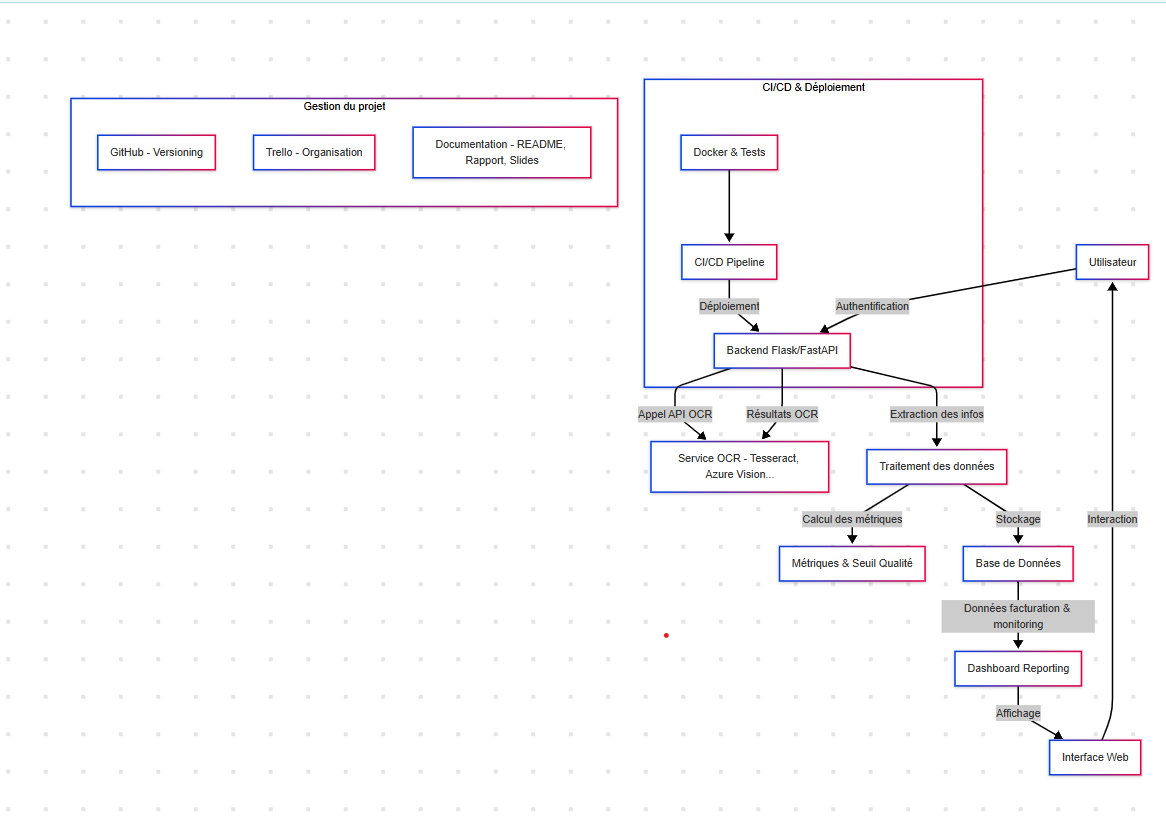 Gestion du projet
GitHub - Versioning
Trello - Organisation
Documentation - README,
Rapport, Slides
CI/CD & Déploiement
Docker & Tests
CI/CD Pipeline
Utilisateur
Déploiement
Authentification
Backend Flask/FastAPI
Appel API OCR
Résultats OCR
Extraction des infos
Service OCR - Tesseract,
Azure Vision...
Traitement des données
Calcul des métriques
Stockage
Interaction
Métriques & Seuil Qualité
Base de Données
Données facturation &
monitoring
Dashboard Reporting
Affichage
Interface Web